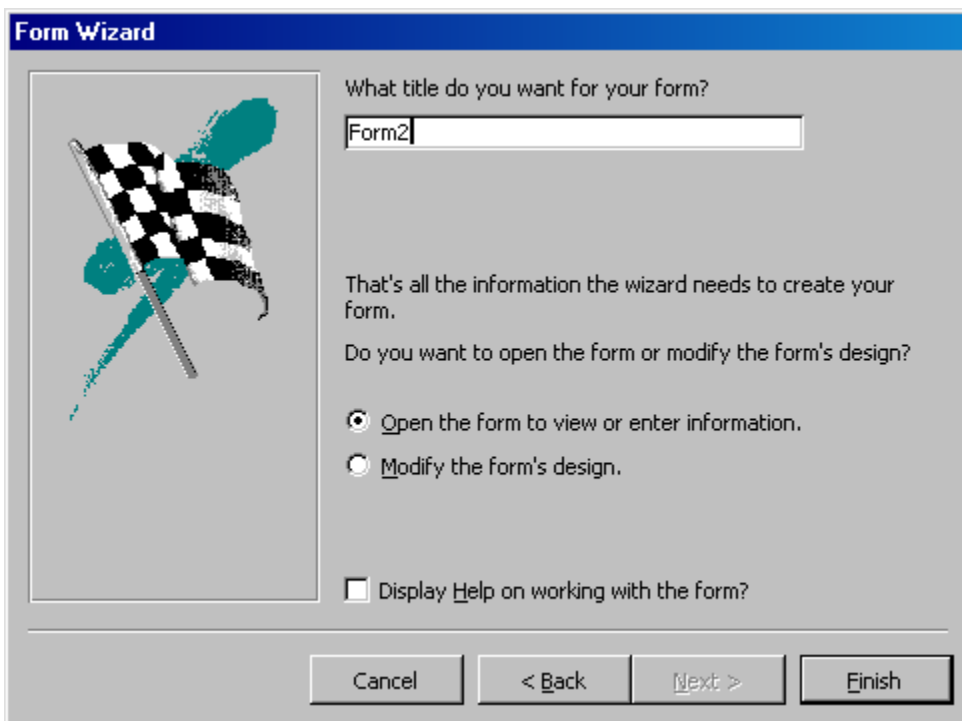 Form Wizard
What title do you want for your form?
Form2
That's all the information the wizard needs to create your
form.
Do you want to open the form or modify the form's design?
Open the form to view or enter information.
Modify the form's design.
Display Help on working with the form?
Cancel < Back Next > Finish